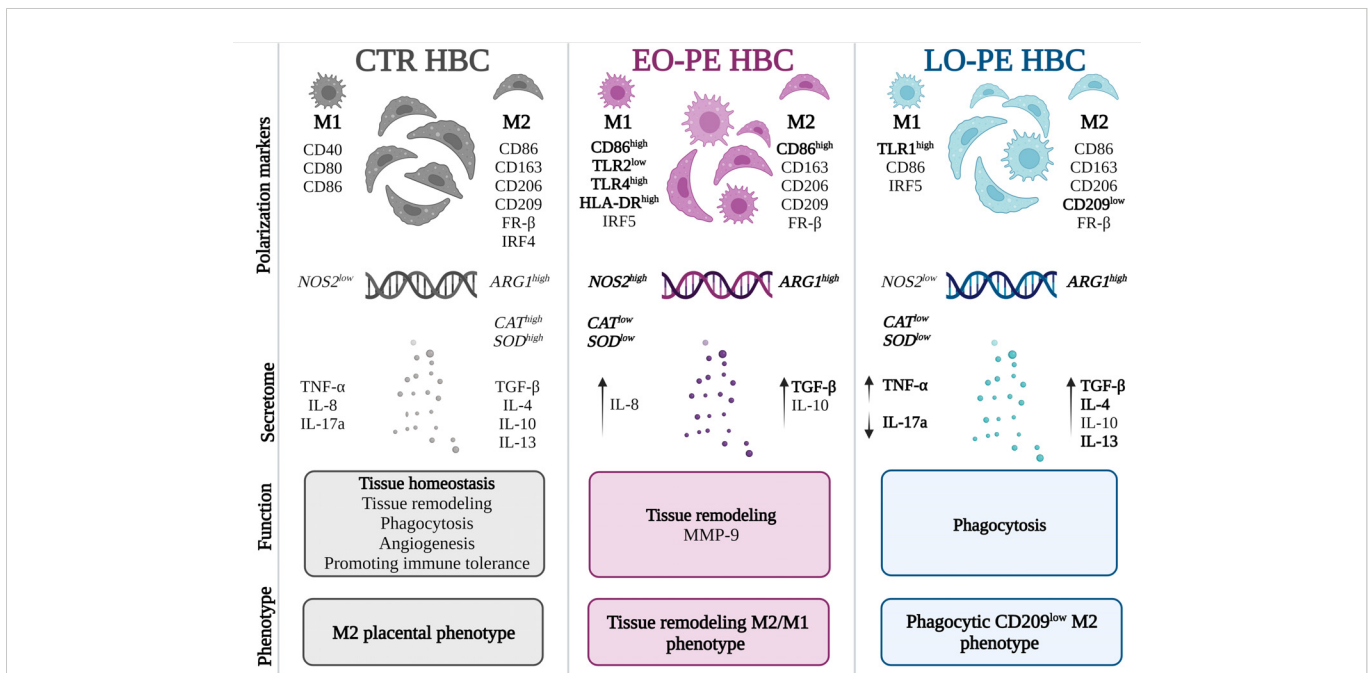 CTR HBC
EO-PE HBC
LO-PE HBC
Polarization markers
M1
CD40
CD80
CD86
M2
CD86
CD163
CD206
CD209
FR-β
IRF4
M1
CD86high
TLR2low
TLR4high
HLA-DRhigh
IRF5
M2
CD86high
CD163
CD206
CD209
FR-β
M1
TLR1high
CD86
IRF5
M2
CD86
CD163
CD206
CD209low
FR-β
NOS2low
ARG1high
CAThigh
SODhigh
NOS2high
ARG1high
CATlow
SODlow
NOS2low
ARG1high
CATlow
SODlow
Secretome
TNF-α
IL-8
IL-17a
TGF-β
IL-4
IL-10
IL-13
IL-8
TGF-β
IL-10
TNF-α
IL-17a
TGF-β
IL-4
IL-10
IL-13
Function
Tissue homeostasis
Tissue remodeling
Phagocytosis
Angiogenesis
Promoting immune tolerance
Tissue remodeling
MMP-9
Phagocytosis
Phenotype
M2 placental phenotype
Tissue remodeling M2/M1
phenotype
Phagocytic CD209low M2
phenotype